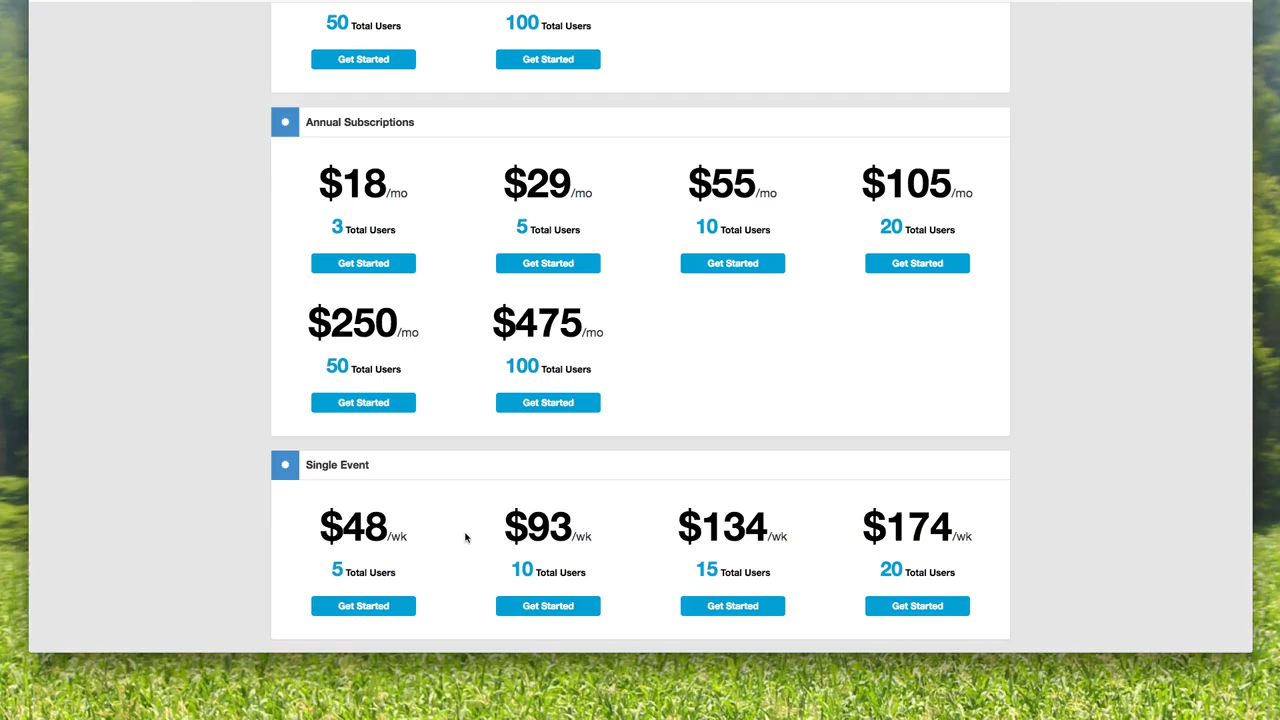 50 Total Users 100 Total Users
Get Started Get Started
Annual Subscriptions
$18/mo $29/mo $55/mo $105/mo
3 Total Users 5 Total Users 10 Total Users 20 Total Users
Get Started Get Started Get Started Get Started
$250/mo $475/mo
50 Total Users 100 Total Users
Get Started Get Started
Single Event
$48/wk $93/wk $134/wk $174/wk
5 Total Users 10 Total Users 15 Total Users 20 Total Users
Get Started Get Started Get Started Get Started